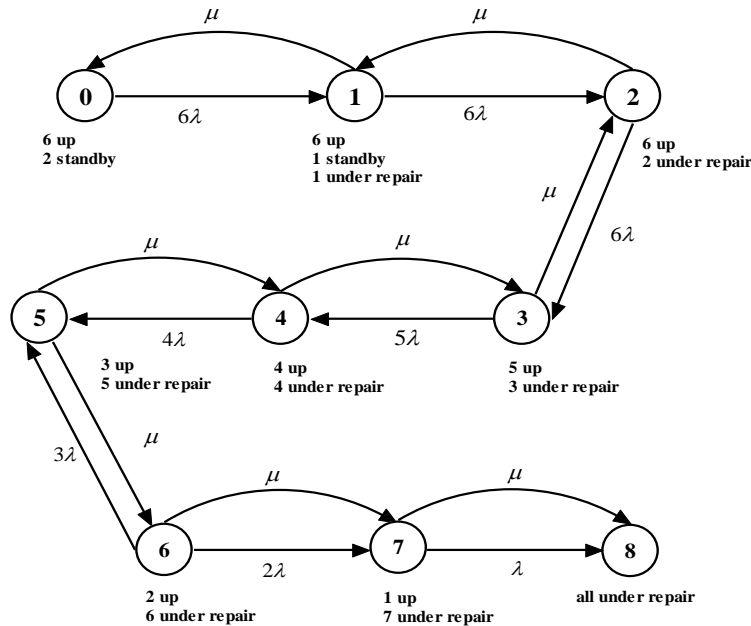 μ
μ
0
6λ
1
6λ
2
6 up
2 standby
6 up
1 standby
1 under repair
6 up
2 under repair
μ
6λ
μ
μ
5
4λ
4
5λ
3
3 up
5 under repair
4 up
4 under repair
5 up
3 under repair
3λ
μ
μ
μ
6
2λ
7
λ
8
2 up
6 under repair
1 up
7 under repair
all under repair